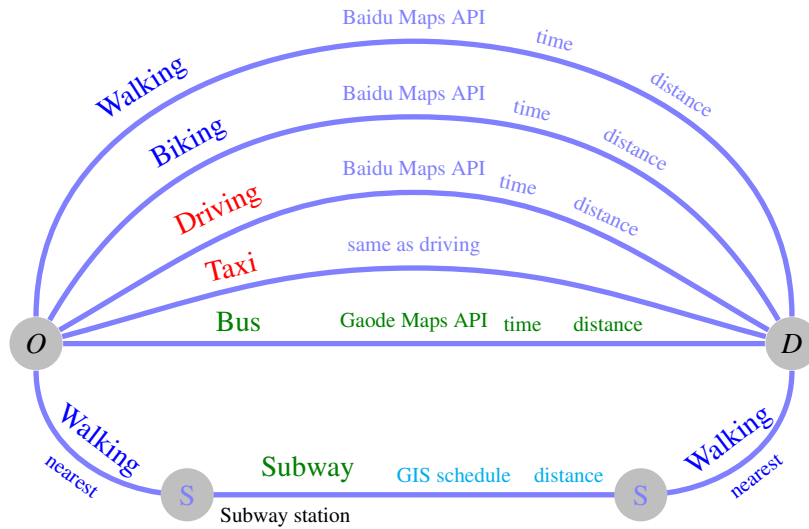 Baidu Maps API time distance
Walking
Baidu Maps API time distance
Biking
Baidu Maps API time distance
Driving
same as driving
Taxi
Bus Gaode Maps API time distance
O D
Walking nearest Walking nearest
Subway GIS schedule distance
S S
Subway station